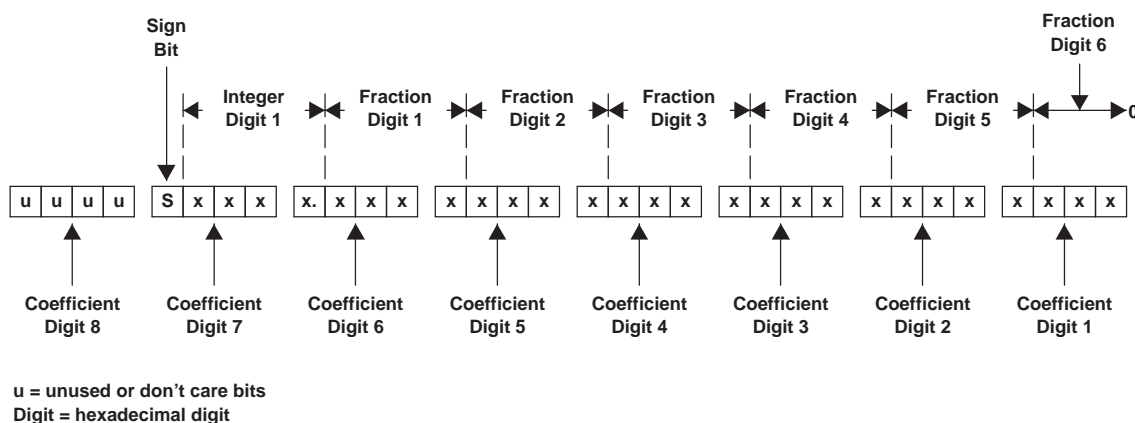 Sign
Bit
Fraction
Digit 6
Integer
Digit 1
Fraction
Digit 1
Fraction
Digit 2
Fraction
Digit 3
Fraction
Digit 4
Fraction
Digit 5
0
u u u u S x x x x. x x x x x x x x x x x x x x x x x x x x x x x
Coefficient
Digit 8
Coefficient
Digit 7
Coefficient
Digit 6
Coefficient
Digit 5
Coefficient
Digit 4
Coefficient
Digit 3
Coefficient
Digit 2
Coefficient
Digit 1
u = unused or don’t care bits
Digit = hexadecimal digit